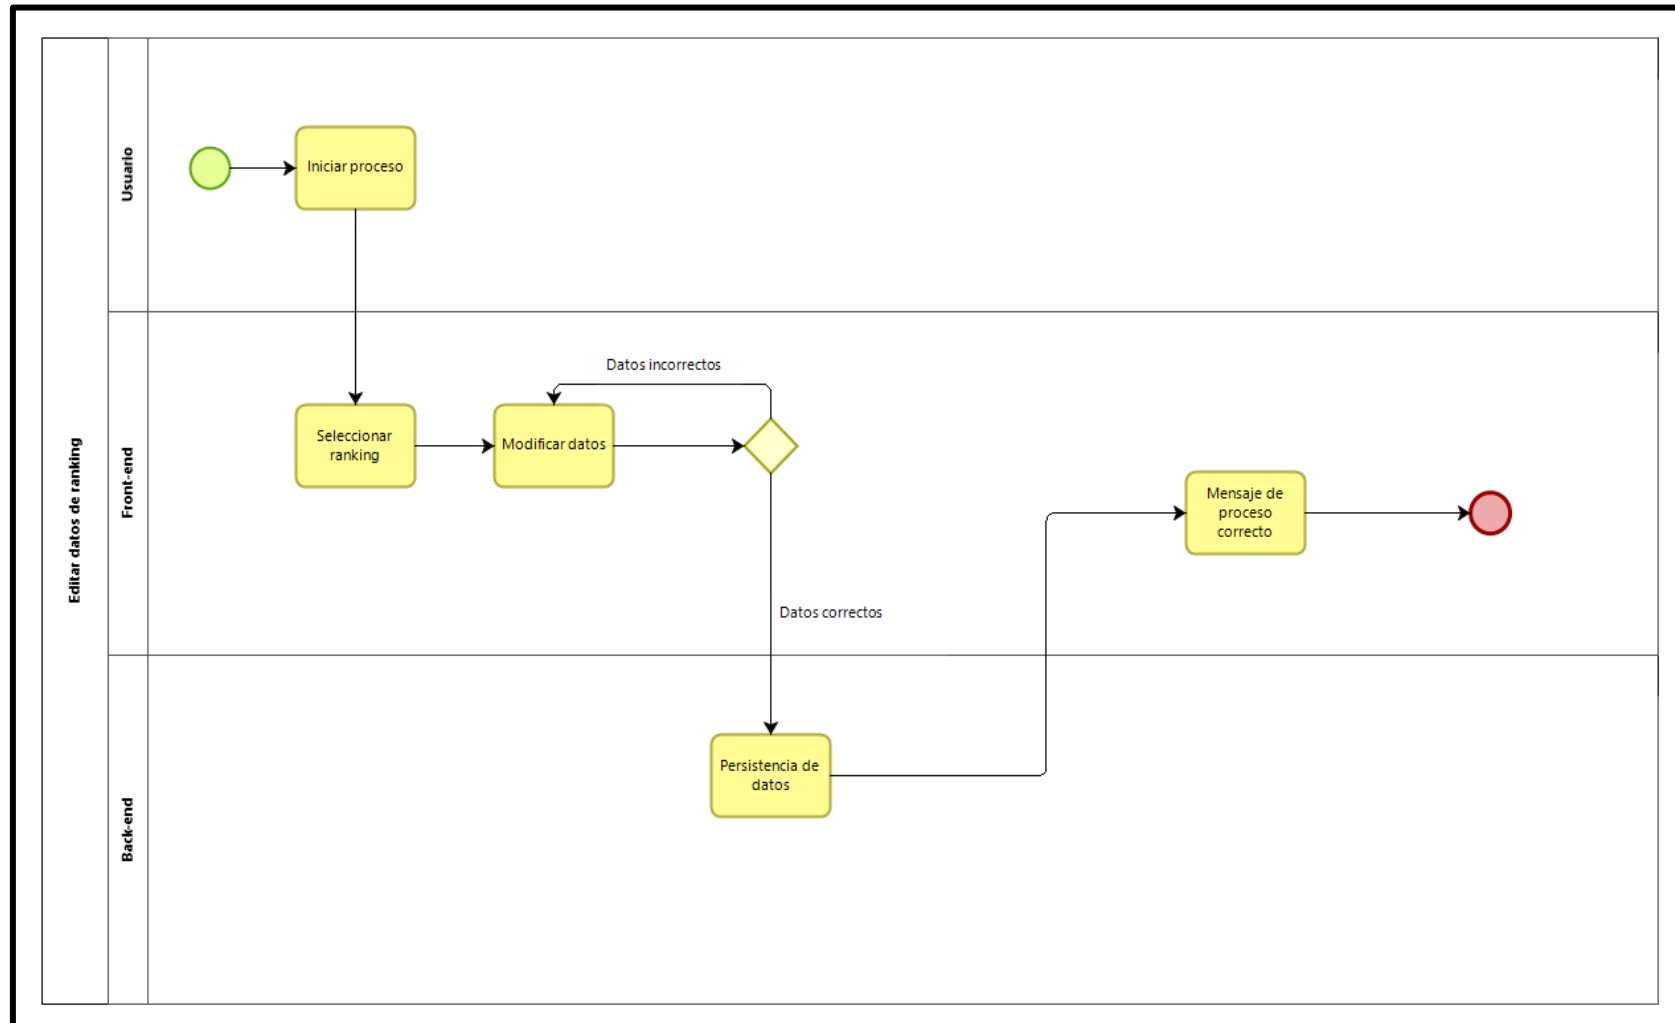 Editar datos de ranking
Usuario
Iniciar proceso
Front-end
Datos incorrectos
Seleccionar
ranking
Modificar datos
Mensaje de
proceso
correcto
Datos correctos
Back-end
Persistencia de
datos